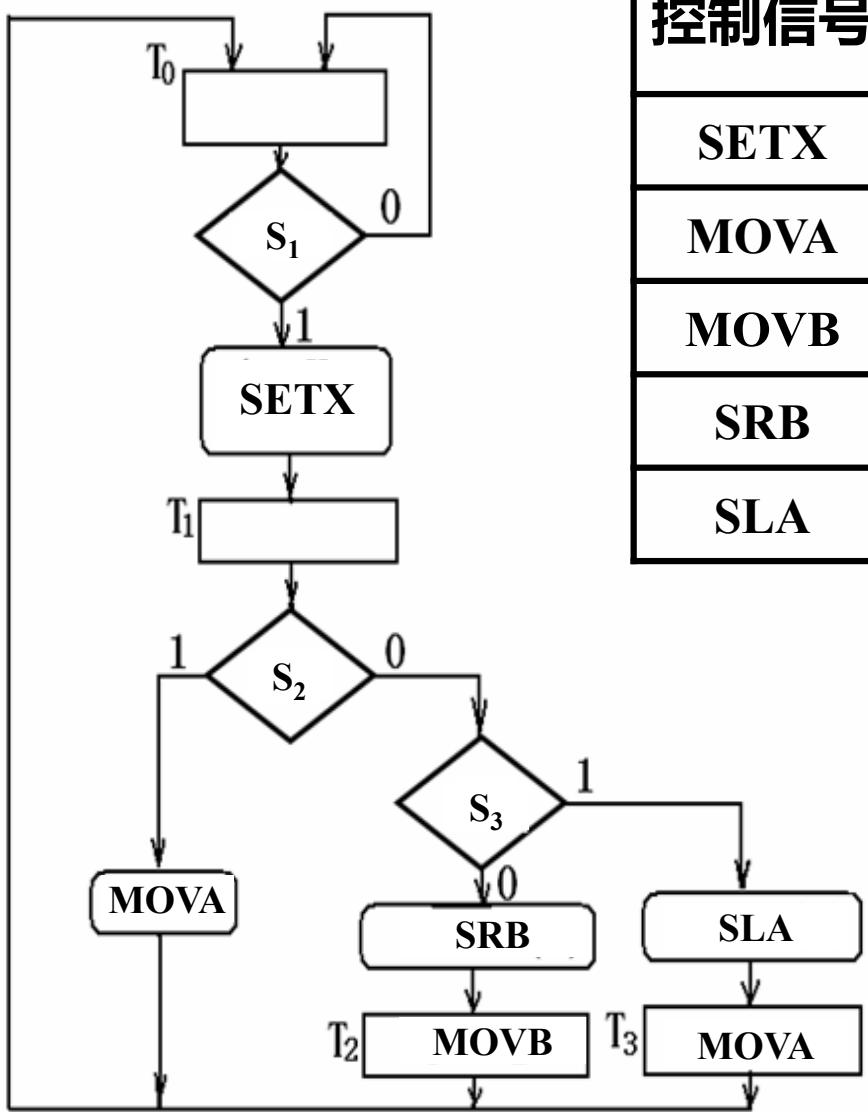 控制信号
SETX
MOVA
MOVB
SRB
SLA
T₀
S₁
0
1
SETX
T₁
S₂
1
0
S₃
1
0
MOVA
SRB
SLA
T₂
MOVB
T₃
MOVA